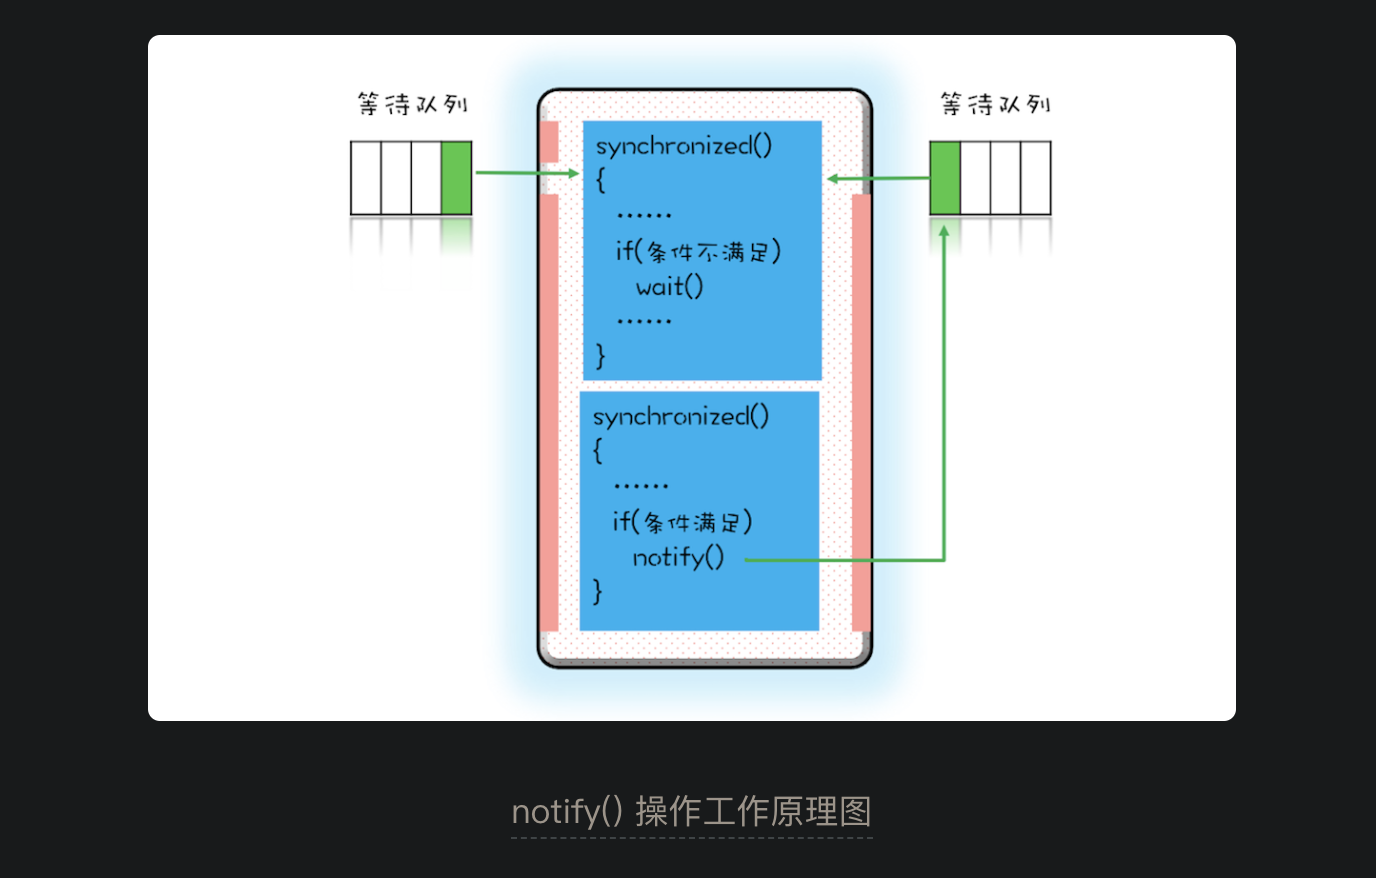 等待队列
等待队列
synchronized()
{
......
if(条件不满足)
wait()
......
}
synchronized()
{
......
if(条件满足)
notify()
}
notify() 操作工作原理图